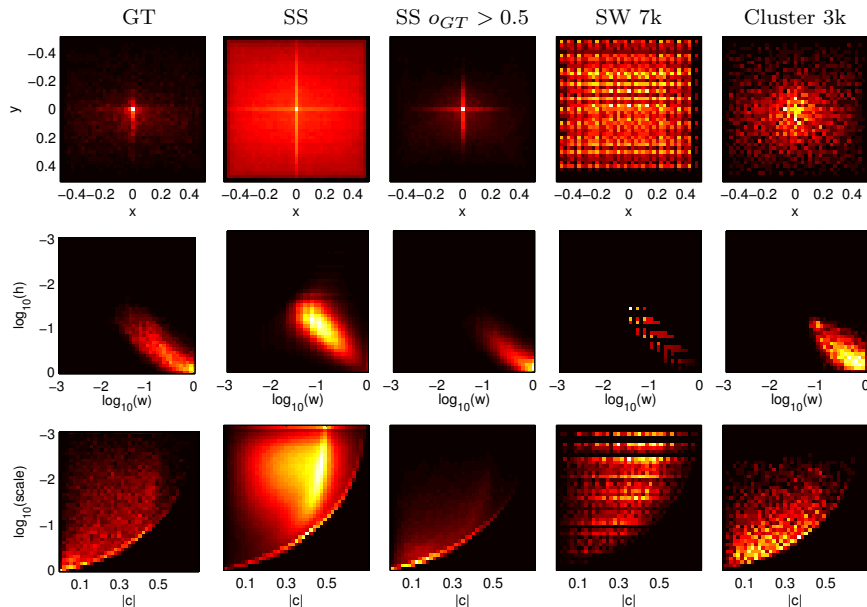 GT SS SS o_GT > 0.5 SW 7k Cluster 3k
−0.4
−0.2
0
0.2
0.4
y
−0.4−0.2 0 0.2 0.4 −0.4−0.2 0 0.2 0.4 −0.4−0.2 0 0.2 0.4 −0.4−0.2 0 0.2 0.4 −0.4−0.2 0 0.2 0.4
x x x x x
−3
−2
−1
0
log10(h)
−3 −2 −1 0 −3 −2 −1 0 −3 −2 −1 0 −3 −2 −1 0 −3 −2 −1 0
log10(w) log10(w) log10(w) log10(w) log10(w)
−3
−2
−1
0
log10(scale)
0.1 0.3 0.5 0.1 0.3 0.5 0.1 0.3 0.5 0.1 0.3 0.5 0.1 0.3 0.5
|c| |c| |c| |c| |c|